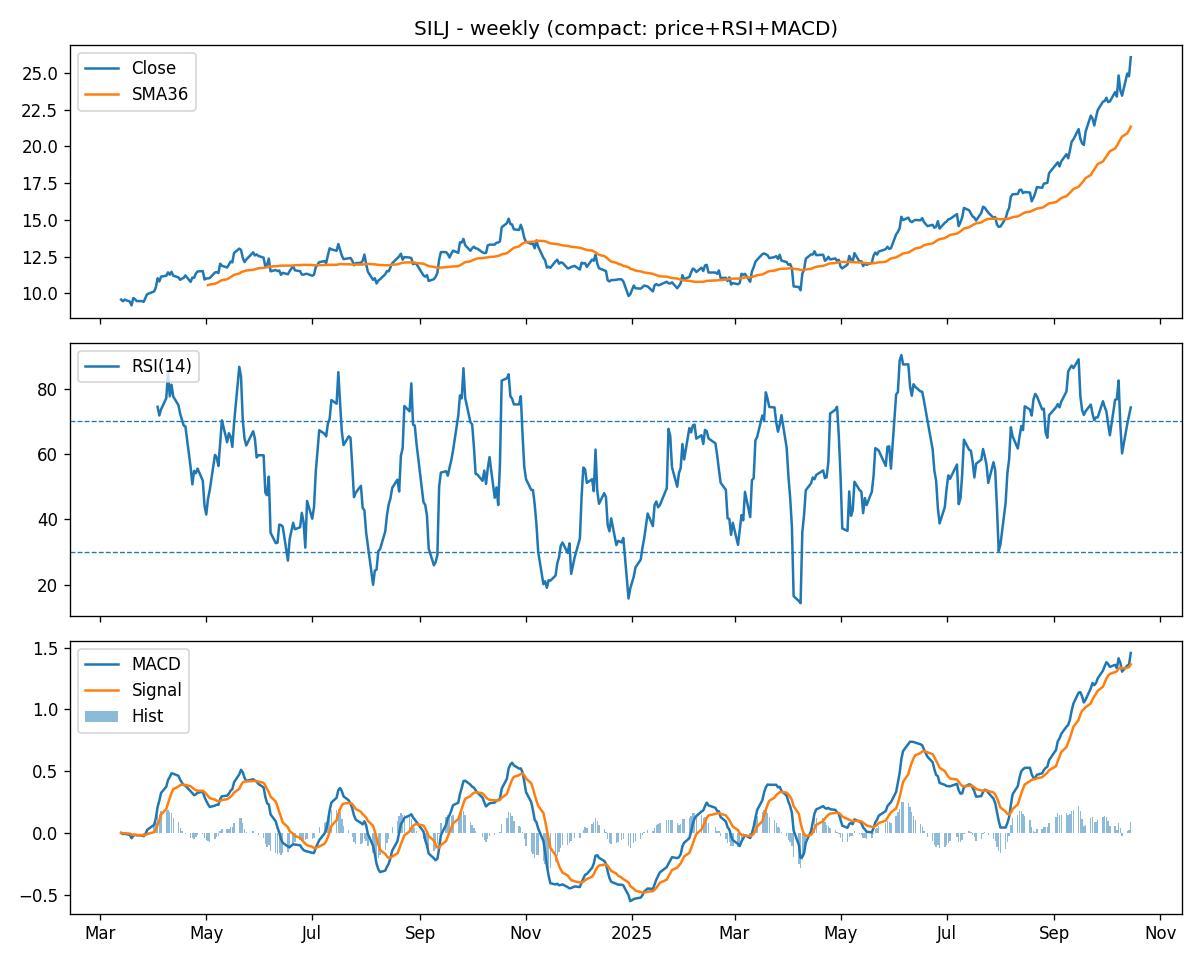 SILJ - weekly (compact: price+RSI+MACD)
Close
SMA36
25.0
22.5
20.0
17.5
15.0
12.5
10.0
RSI(14)
80
60
40
20
MACD
Signal
Hist
1.5
1.0
0.5
0.0
−0.5
Mar May Jul Sep Nov 2025 Mar May Jul Sep Nov